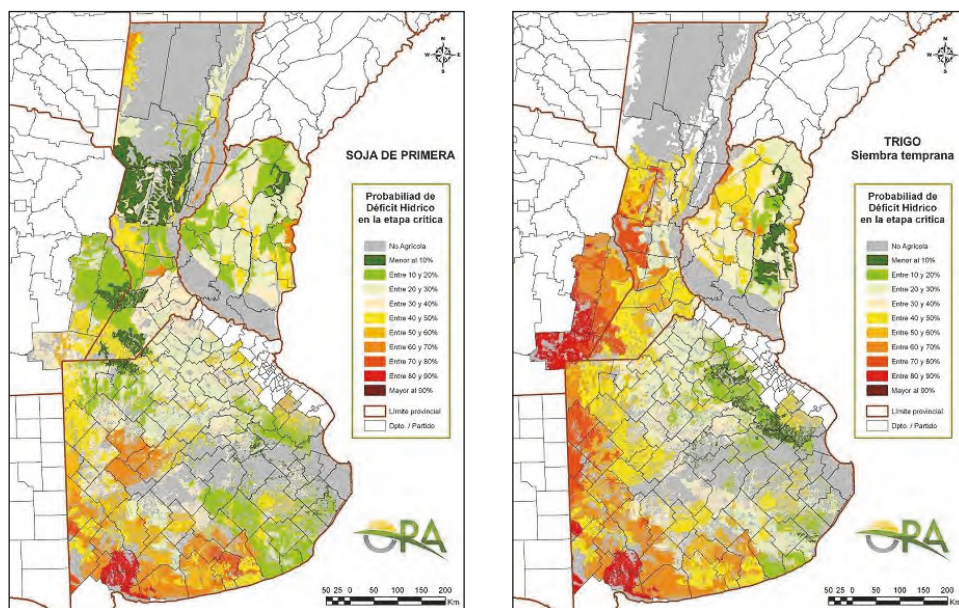 N
W E
S
SOJA DE PRIMERA
Probabiliad de
Déficit Hídrico
en la etapa crítica
No Agrícola
Menor al 10%
Entre 10 y 20%
Entre 20 y 30%
Entre 30 y 40%
Entre 40 y 50%
Entre 50 y 60%
Entre 60 y 70%
Entre 70 y 80%
Entre 80 y 90%
Mayor al 90%
Límite provincial
Dpto. / Partido
ORA
50 25 0 50 100 150 200
Km
N
W E
S
TRIGO
Siembra temprana
Probabiliad de
Déficit Hídrico
en la etapa crítica
No Agrícola
Menor al 10%
Entre 10 y 20%
Entre 20 y 30%
Entre 30 y 40%
Entre 40 y 50%
Entre 50 y 60%
Entre 60 y 70%
Entre 70 y 80%
Entre 80 y 90%
Mayor al 90%
Límite provincial
Dpto. / Partido
ORA
50 25 0 50 100 150 200
Km